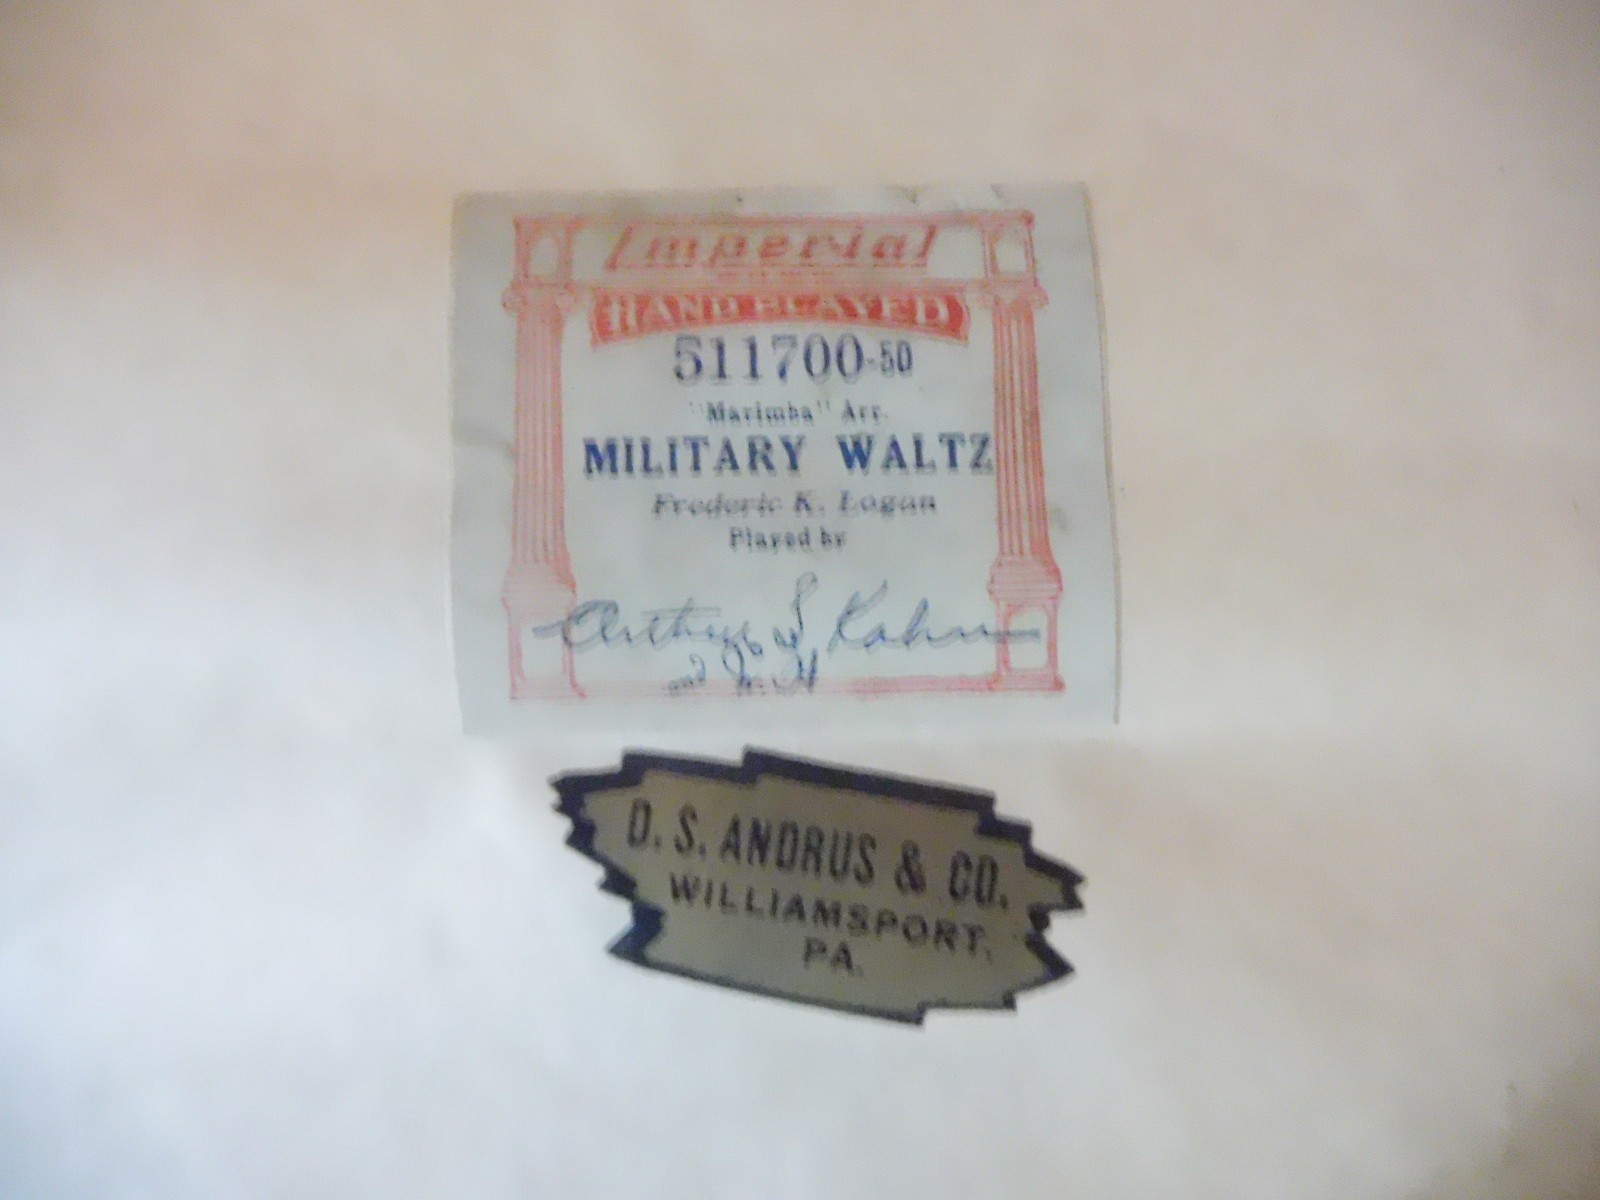 Imperial
HAND PLAYED
511700-50
"Marimba" Arr.
MILITARY WALTZ
Frederic K. Logan
Played by
Arthur S Kahn
and
D. S. ANDRUS & CO.
WILLIAMSPORT,
PA.